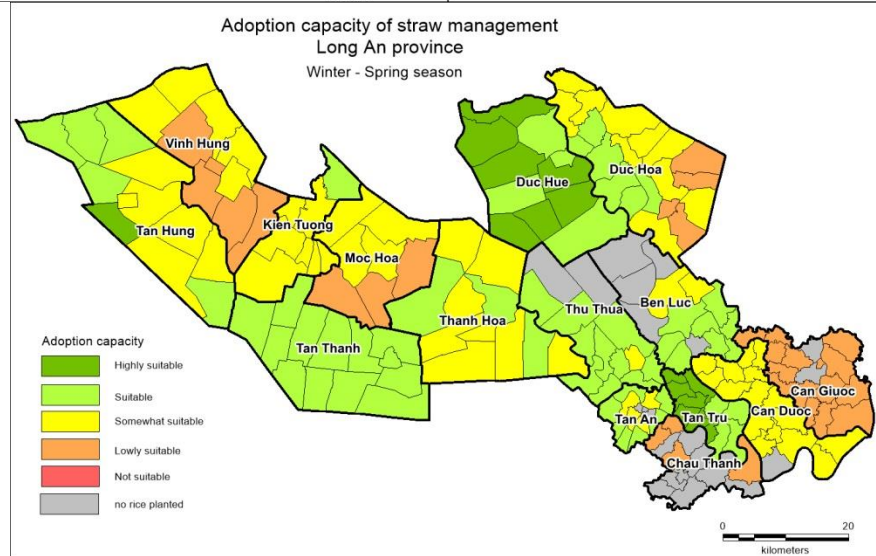 Adoption capacity of straw management
Long An province
Winter - Spring season
Vinh Hung
Duc Hue
Duc Hoa
Tan Hung
Kien Tuong
Moc Hoa
Thanh Hoa
Thu Thua
Ben Luc
Tan Thanh
Can Giuoc
Tan An
Tan Tru
Can Duoc
Chau Thanh
Adoption capacity
Highly suitable
Suitable
Somewhat suitable
Lowly suitable
Not suitable
no rice planted
0 20
kilometers